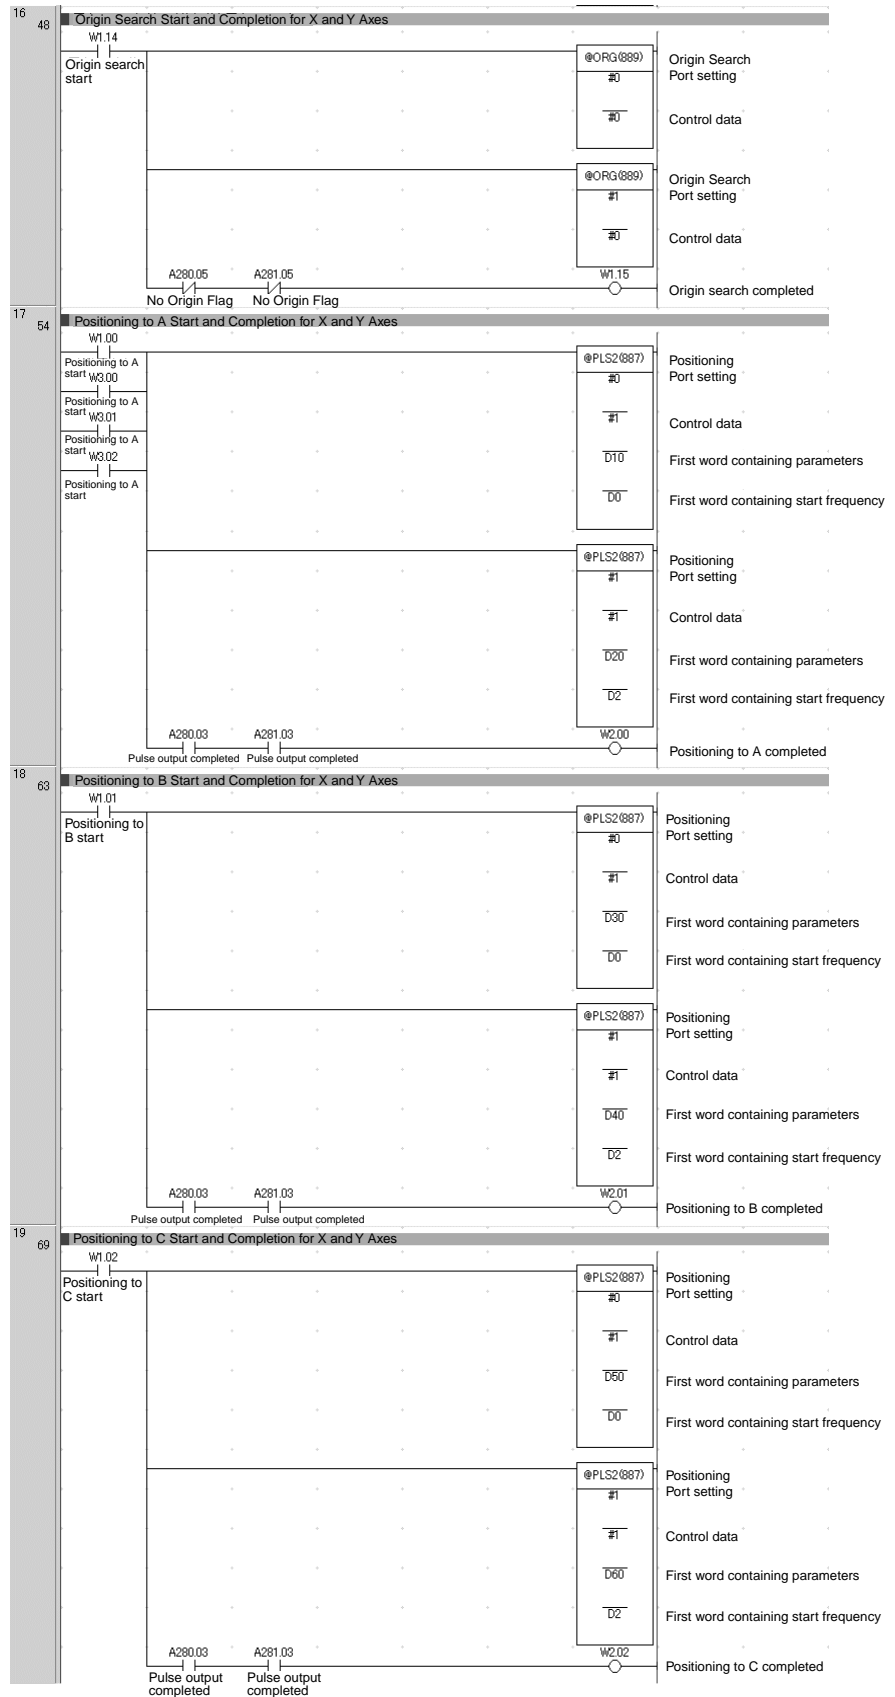 16
48
Origin Search Start and Completion for X and Y Axes
W1.14
Origin search
start
@ORG(889)
#0
#0
Origin Search
Port setting
Control data
@ORG(889)
#1
#0
Origin Search
Port setting
Control data
A280.05 A281.05 W1.15
No Origin Flag No Origin Flag
Origin search completed
17
54
Positioning to A Start and Completion for X and Y Axes
W1.00
Positioning to A
start
W3.00
Positioning to A
start
W3.01
Positioning to A
start
W3.02
Positioning to A
start
@PLS2(887)
#0
#1
D10
D0
Positioning
Port setting
Control data
First word containing parameters
First word containing start frequency
@PLS2(887)
#1
#1
D20
D2
Positioning
Port setting
Control data
First word containing parameters
First word containing start frequency
A280.03 A281.03 W2.00
Pulse output completed Pulse output completed
Positioning to A completed
18
63
Positioning to B Start and Completion for X and Y Axes
W1.01
Positioning to
B start
@PLS2(887)
#0
#1
D30
D0
Positioning
Port setting
Control data
First word containing parameters
First word containing start frequency
@PLS2(887)
#1
#1
D40
D2
Positioning
Port setting
Control data
First word containing parameters
First word containing start frequency
A280.03 A281.03 W2.01
Pulse output completed Pulse output completed
Positioning to B completed
19
69
Positioning to C Start and Completion for X and Y Axes
W1.02
Positioning to
C start
@PLS2(887)
#0
#1
D50
D0
Positioning
Port setting
Control data
First word containing parameters
First word containing start frequency
@PLS2(887)
#1
#1
D60
D2
Positioning
Port setting
Control data
First word containing parameters
First word containing start frequency
A280.03 A281.03 W2.02
Pulse output
completed
Pulse output
completed
Positioning to C completed